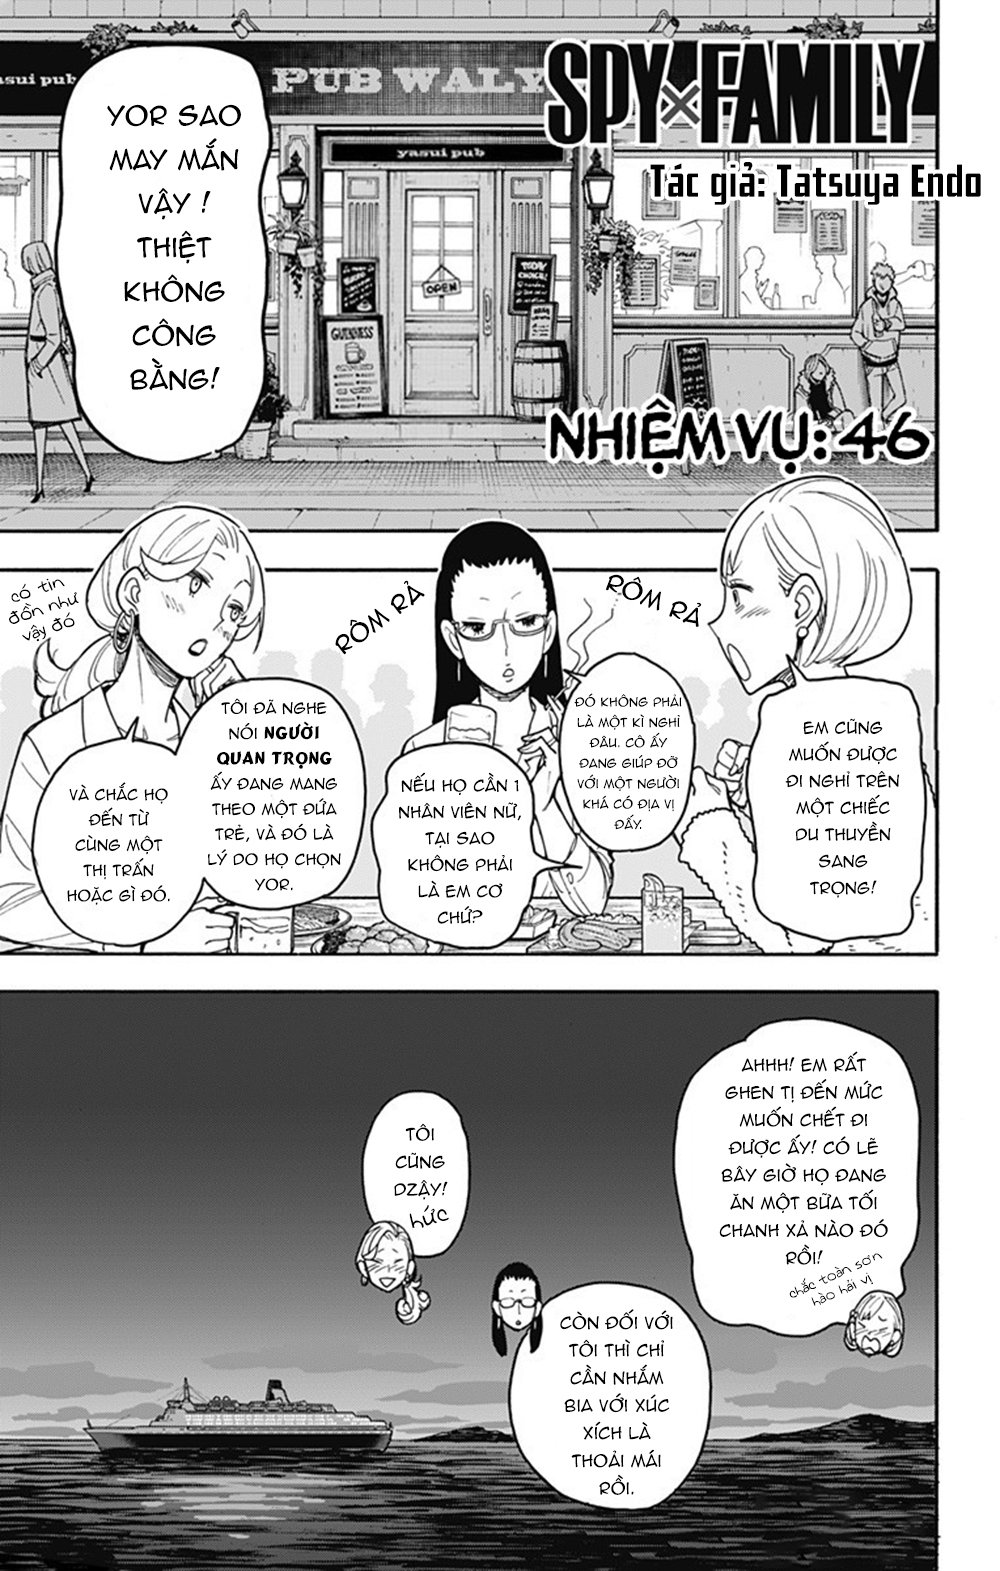 yasui pub
PUB WALY
SPY×FAMILY
Tác giả: Tatsuya Endo
yasui pub
YOR SAO
MAY MẮN
VẬY !
THIỆT
KHÔNG
CÔNG
BẰNG!
OPEN
GUINNESS
NHIỆM VỤ: 46
RÔM RẢ
RÔM RẢ
EM CŨNG
MUỐN ĐƯỢC
ĐI NGHỈ TRÊN
MỘT CHIẾC
DU THUYỀN
SANG
TRỌNG!
ĐÓ KHÔNG PHẢI
LÀ MỘT KÌ NGHỈ
ĐÂU. CÔ ẤY
ĐANG GIÚP ĐỠ
VỚI MỘT NGƯỜI
KHÁ CÓ ĐỊA VỊ
ĐẤY.
NẾU HỌ CẦN 1
NHÂN VIÊN NỮ,
TẠI SAO
KHÔNG PHẢI
LÀ EM CƠ
CHỨ?
có tin
đồn như
vậy đó
TÔI ĐÃ NGHE
NÓI NGƯỜI
QUAN TRỌNG
ẤY ĐANG MANG
THEO MỘT ĐỨA
TRẺ, VÀ ĐÓ LÀ
LÝ DO HỌ CHỌN
YOR.
VÀ CHẮC HỌ
ĐẾN TỪ
CÙNG MỘT
THỊ TRẤN
HOẶC GÌ ĐÓ.
AHHH! EM RẤT
GHEN TỊ ĐẾN MỨC
MUỐN CHẾT ĐI
ĐƯỢC ẤY! CÓ LẼ
BÂY GIỜ HỌ ĐANG
ĂN MỘT BỮA TỐI
CHANH XẢ NÀO ĐÓ
RỒI!
chắc toàn sơn
hào hải vị
TÔI
CŨNG
DZẬY!
hức
CÒN ĐỐI VỚI
TÔI THÌ CHỈ
CẦN NHẮM
BIA VỚI XÚC
XÍCH LÀ
THOẢI MÁI
RỒI.